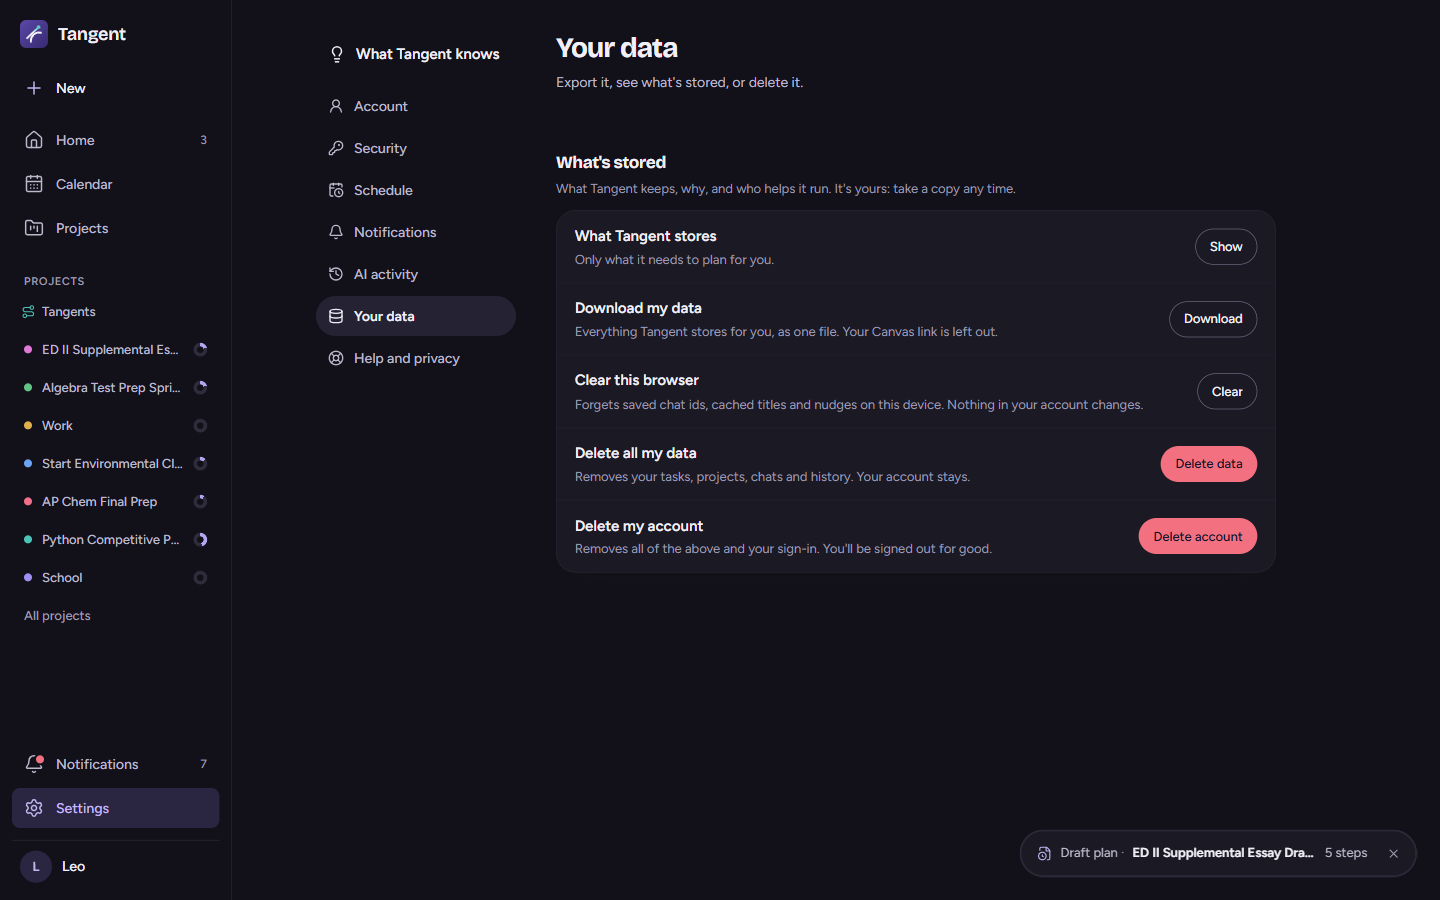 Tangent
New
Home 3
Calendar
Projects
PROJECTS
Tangents
ED II Supplemental Es...
Algebra Test Prep Spri...
Work
Start Environmental Cl...
AP Chem Final Prep
Python Competitive P...
School
All projects
Notifications 7
Settings
L Leo
What Tangent knows
Account
Security
Schedule
Notifications
AI activity
Your data
Help and privacy
Your data
Export it, see what's stored, or delete it.
What's stored
What Tangent keeps, why, and who helps it run. It's yours: take a copy any time.
What Tangent stores
Only what it needs to plan for you.
Show
Download my data
Everything Tangent stores for you, as one file. Your Canvas link is left out.
Download
Clear this browser
Forgets saved chat ids, cached titles and nudges on this device. Nothing in your account changes.
Clear
Delete all my data
Removes your tasks, projects, chats and history. Your account stays.
Delete data
Delete my account
Removes all of the above and your sign-in. You'll be signed out for good.
Delete account
Draft plan · ED II Supplemental Essay Dra... 5 steps